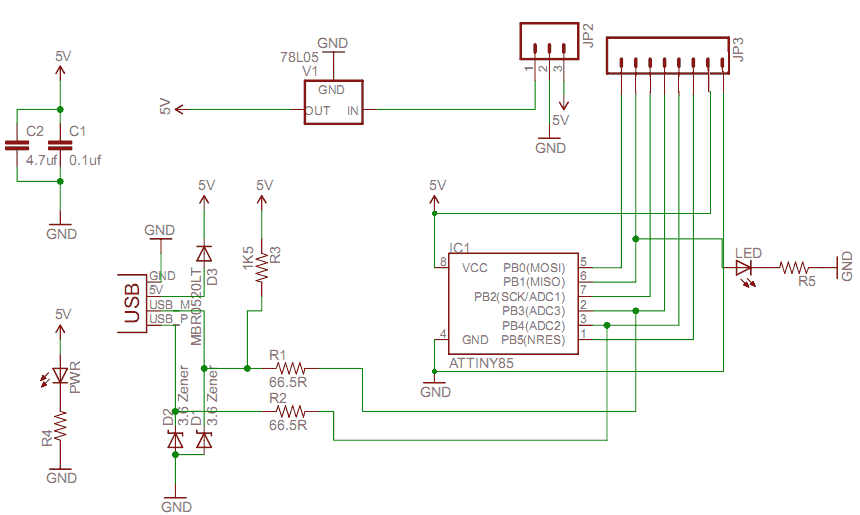 GND
78L05
V1
GND
OUT
IN
5V
JP2
1
2
3
5V
GND
JP3
5V
C2
C1
4.7uf
0.1uf
GND
5V
5V
GND
1K5
R3
D3
MBR0520LT
USB
GND
5V
USB_M
USB_P
5V
PWR
R4
GND
D2
3.6 Zener
D1
3.6 Zener
GND
R1
66.5R
R2
66.5R
5V
IC1
8
VCC
PB0(MOSI)
5
PB1(MISO)
6
PB2(SCK/ADC1)
7
PB3(ADC3)
2
PB4(ADC2)
3
4
GND
PB5(NRES)
1
ATTINY85
GND
LED
R5
GND